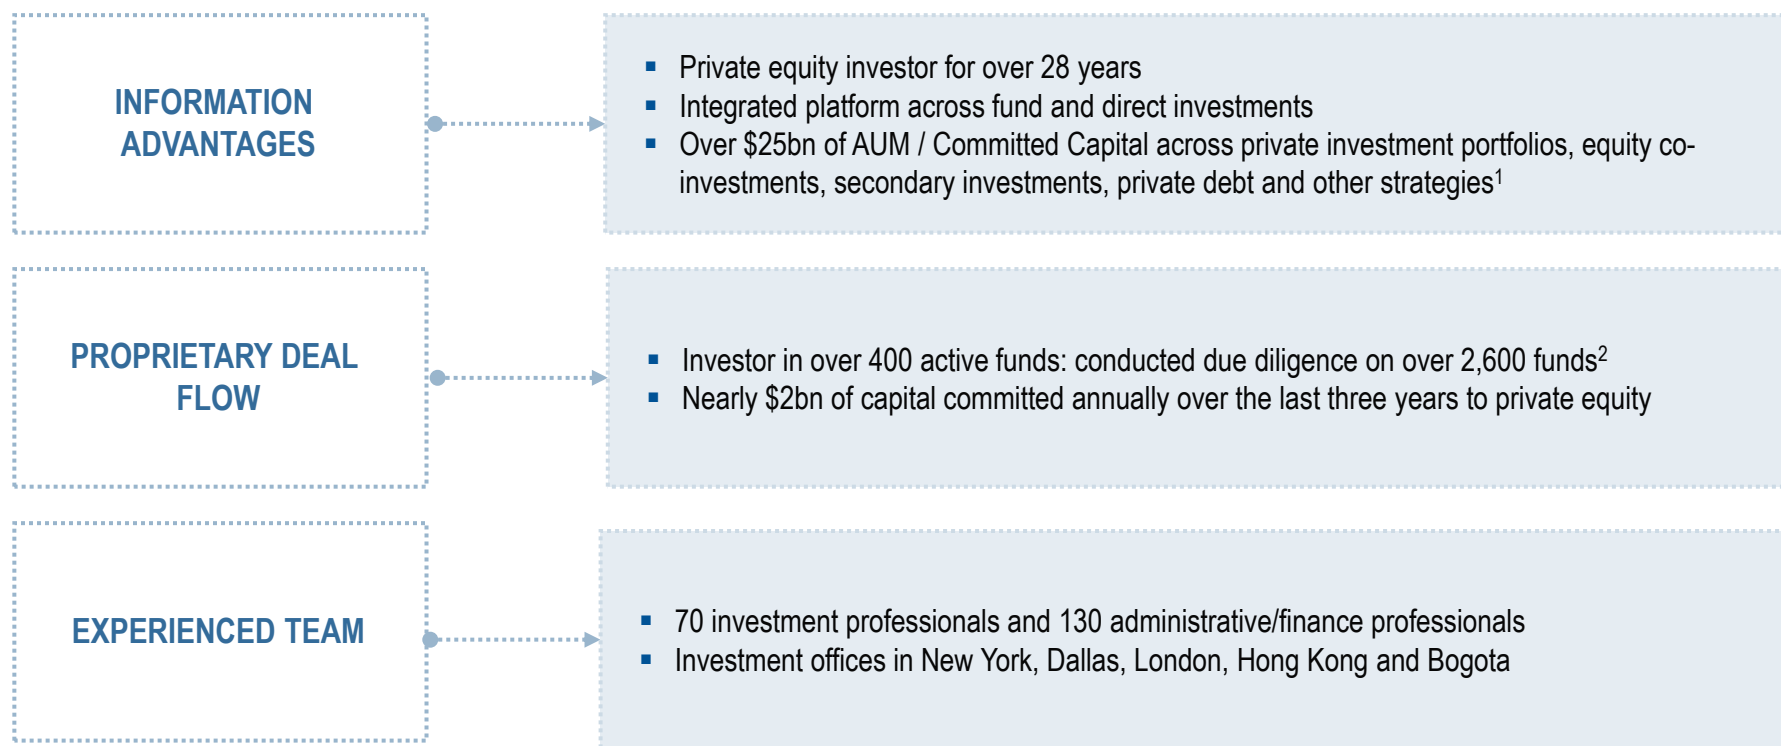 INFORMATION
ADVANTAGES
▪ Private equity investor for over 28 years
▪ Integrated platform across fund and direct investments
▪ Over $25bn of AUM / Committed Capital across private investment portfolios, equity co-
investments, secondary investments, private debt and other strategies¹
PROPRIETARY DEAL
FLOW
▪ Investor in over 400 active funds: conducted due diligence on over 2,600 funds²
▪ Nearly $2bn of capital committed annually over the last three years to private equity
EXPERIENCED TEAM
▪ 70 investment professionals and 130 administrative/finance professionals
▪ Investment offices in New York, Dallas, London, Hong Kong and Bogota